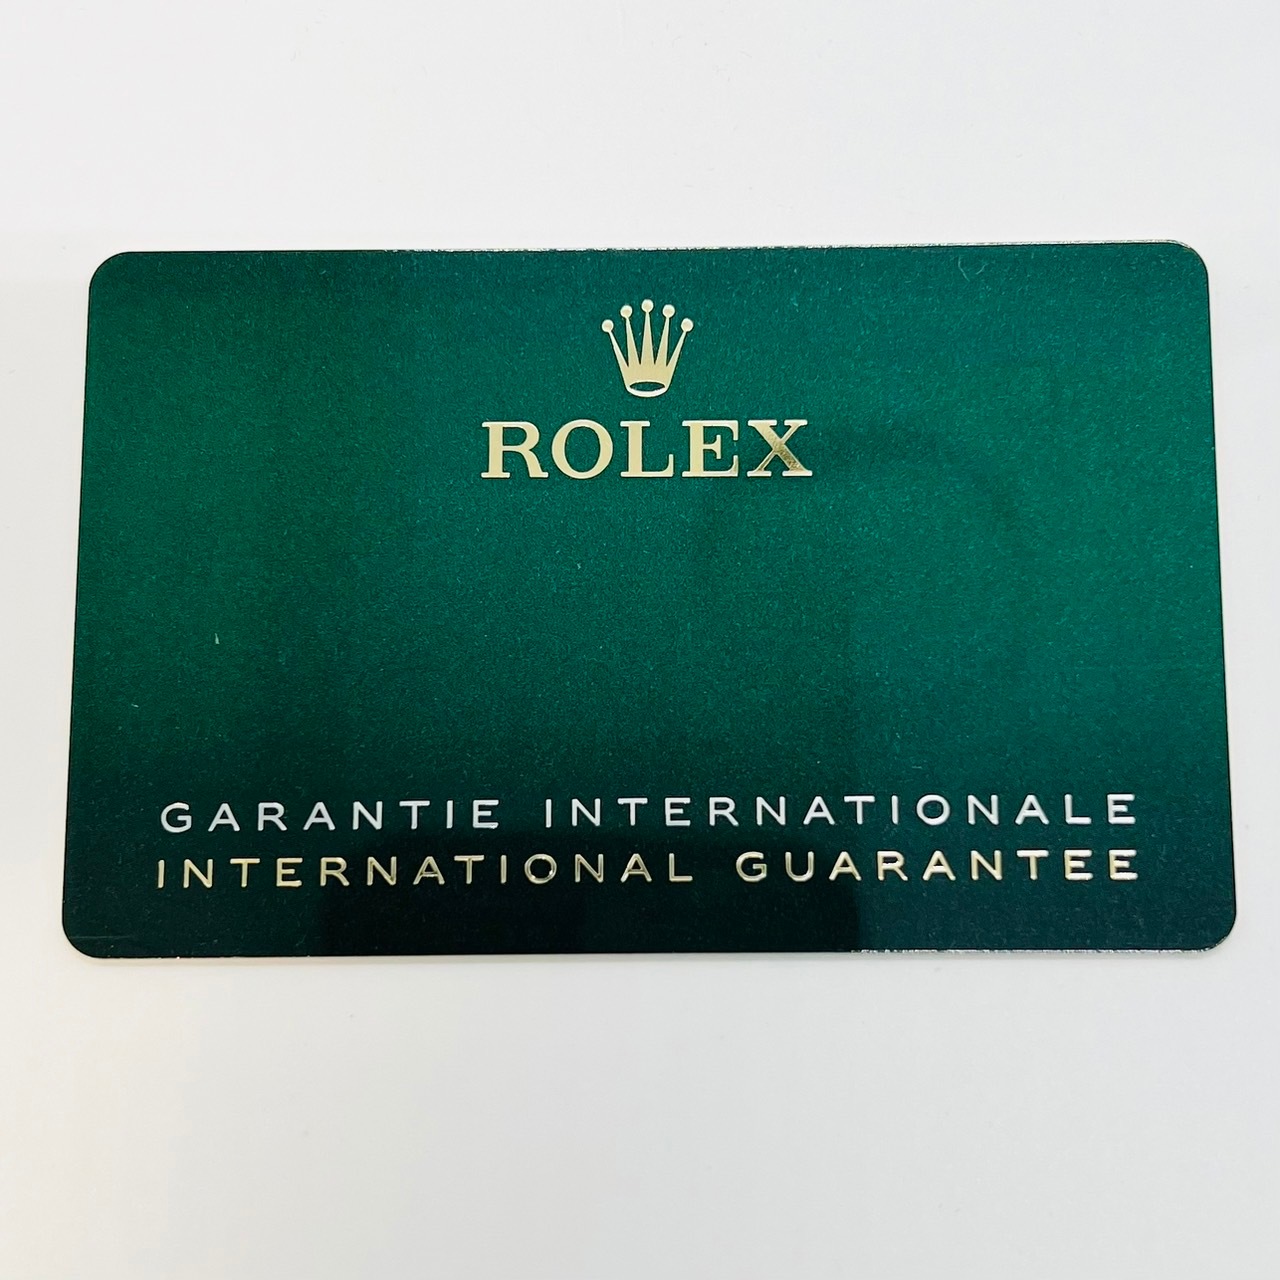 ROLEX
GARANTIE INTERNATIONALE
INTERNATIONAL GUARANTEE